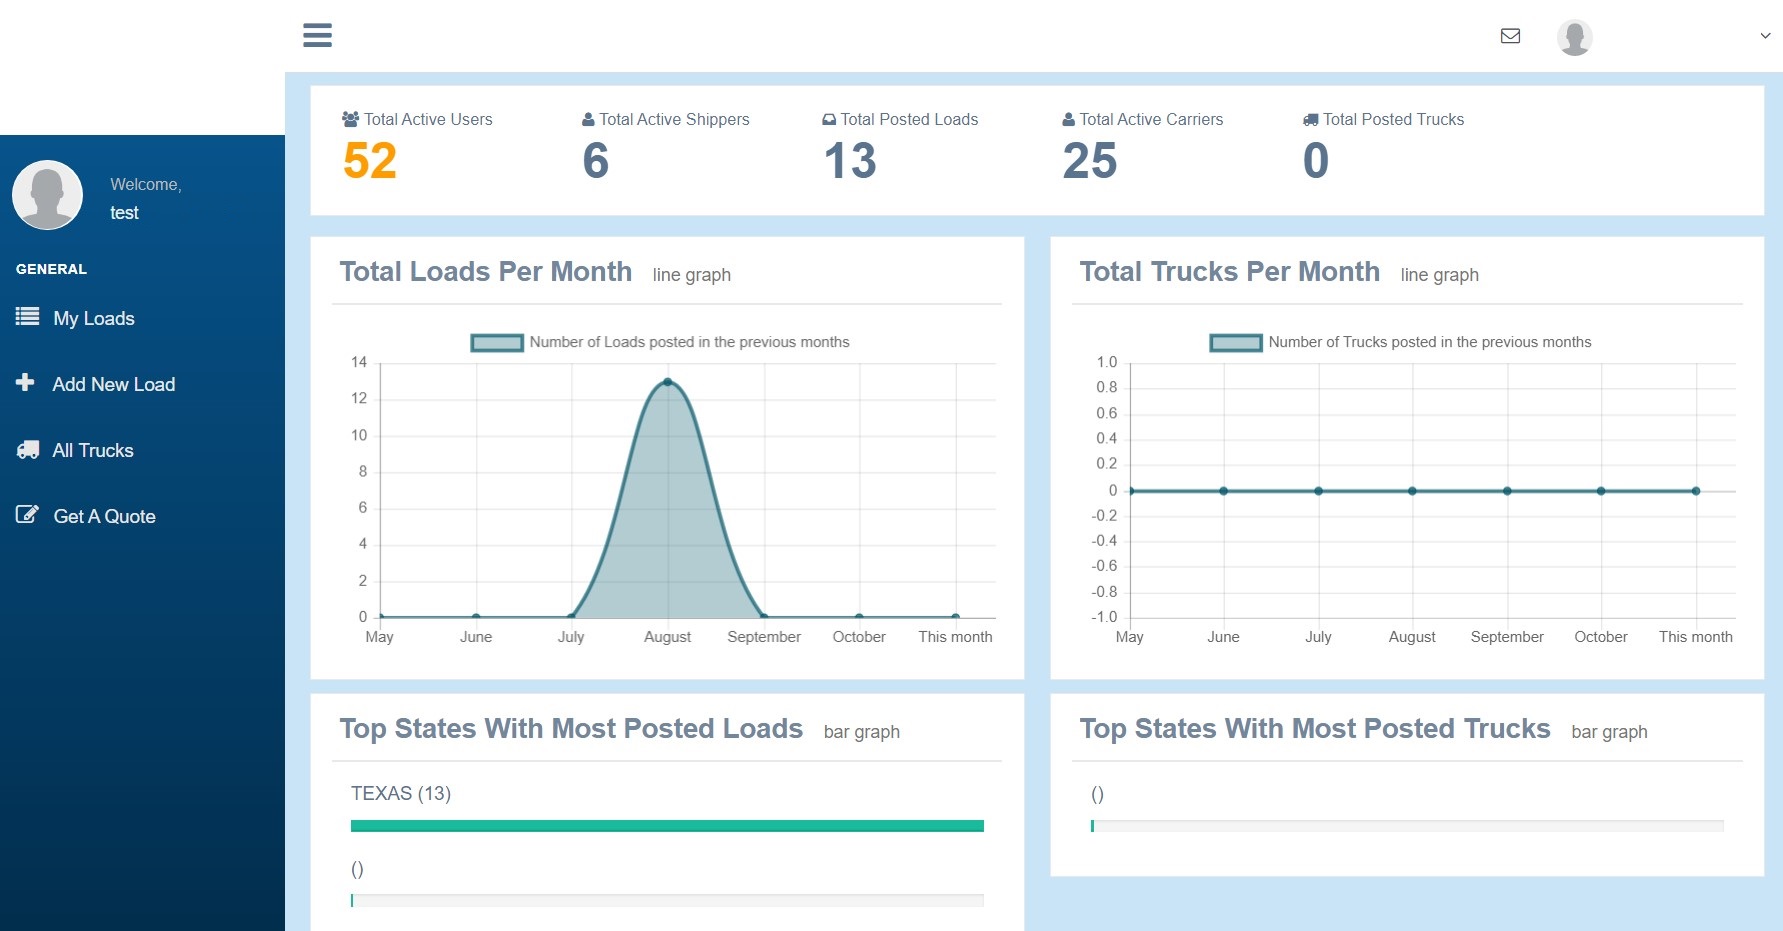 Total Active Users
52
Total Active Shippers
6
Total Posted Loads
13
Total Active Carriers
25
Total Posted Trucks
0
Welcome,
test
GENERAL
My Loads
Add New Load
All Trucks
Get A Quote
Total Loads Per Month line graph
Number of Loads posted in the previous months
14
12
10
8
6
4
2
0
May June July August September October This month
Total Trucks Per Month line graph
Number of Trucks posted in the previous months
1.0
0.8
0.6
0.4
0.2
0
-0.2
-0.4
-0.6
-0.8
-1.0
May June July August September October This month
Top States With Most Posted Loads bar graph
TEXAS (13)
()
Top States With Most Posted Trucks bar graph
()